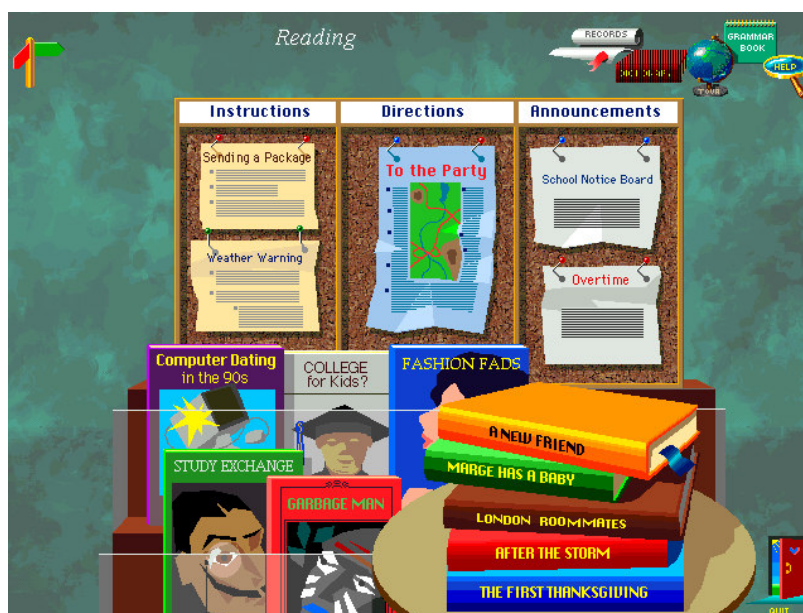 Reading
RECORDS
GRAMMAR
BOOK
HELP
TOUR
Instructions
Directions
Announcements
Sending a Package
Weather Warning
To the Party
School Notice Board
Overtime
Computer Dating
in the 90s
COLLEGE
for Kids?
FASHION FADS
STUDY EXCHANGE
GARBAGE MAN
A NEW FRIEND
MARGE HAS A BABY
LONDON ROOMMATES
AFTER THE STORM
THE FIRST THANKSGIVING
QUIT